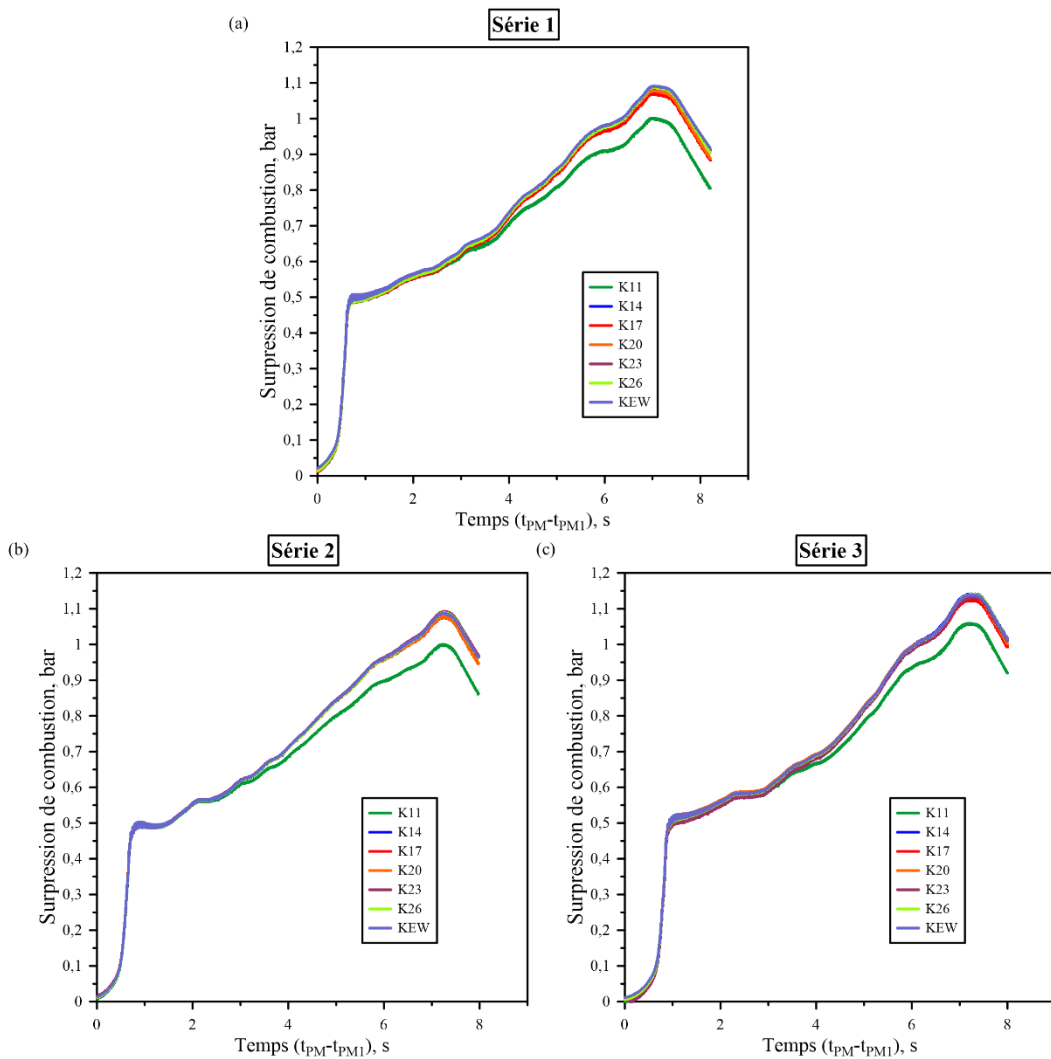 (a)
Série 1
1,2
1,1
1
0,9
0,8
0,7
0,6
0,5
0,4
0,3
0,2
0,1
0
Surpression de combustion, bar
K11
K14
K17
K20
K23
K26
KEW
0 2 4 6 8
Temps (tPM-tPM1), s
(b)
Série 2
1,2
1,1
1
0,9
0,8
0,7
0,6
0,5
0,4
0,3
0,2
0,1
0
Surpression de combustion, bar
K11
K14
K17
K20
K23
K26
KEW
0 2 4 6 8
Temps (tPM-tPM1), s
(c)
Série 3
1,2
1,1
1
0,9
0,8
0,7
0,6
0,5
0,4
0,3
0,2
0,1
0
Surpression de combustion, bar
K11
K14
K17
K20
K23
K26
KEW
0 2 4 6 8
Temps (tPM-tPM1), s